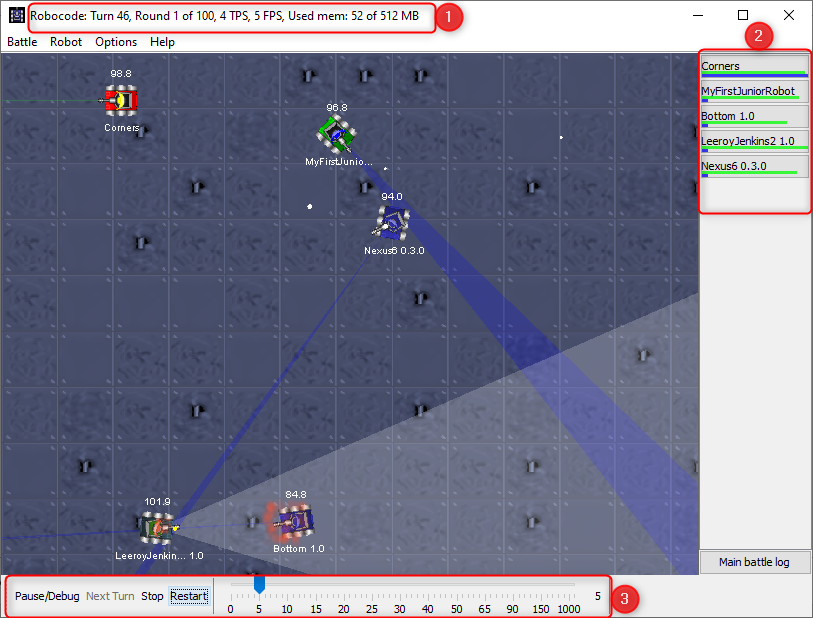 Robocode: Turn 46, Round 1 of 100, 4 TPS, 5 FPS, Used mem: 52 of 512 MB
1
Battle Robot Options Help
2
Corners
MyFirstJuniorRobot
Bottom 1.0
LeeroyJenkins2 1.0
Nexus6 0.3.0
98.8
Corners
96.8
MyFirstJunio...
94.0
Nexus6 0.3.0
101.9
LeeroyJenkin... 1.0
84.8
Bottom 1.0
Main battle log
Pause/Debug Next Turn Stop Restart
0 5 10 15 20 25 30 40 50 65 90 150 1000
5
3